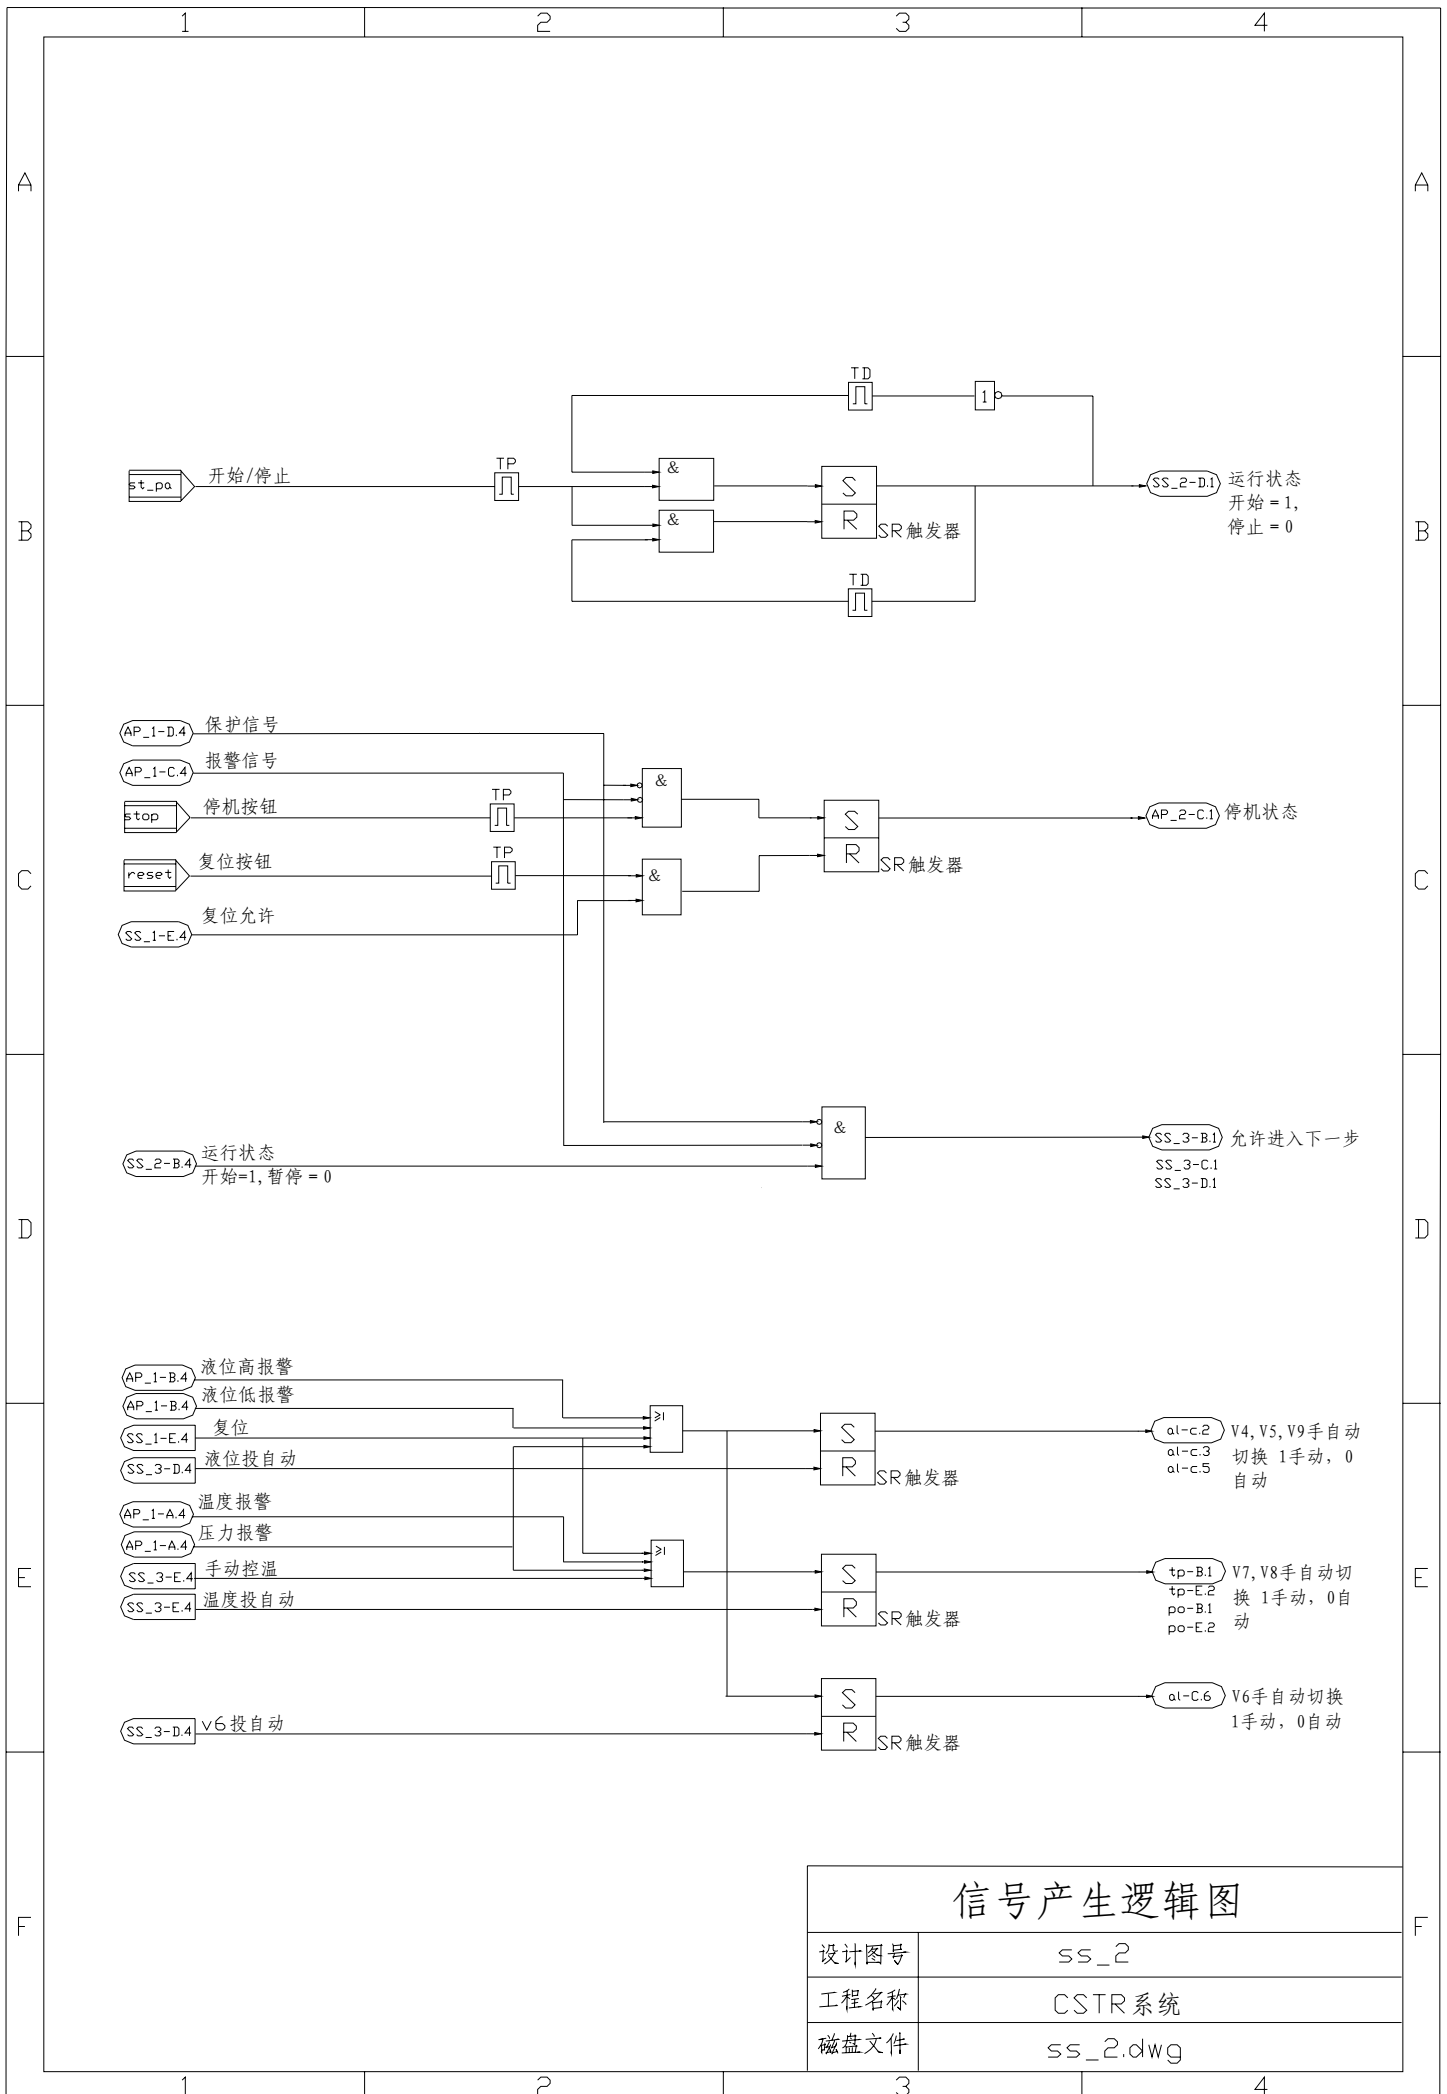 1 2 3 4
A A
TD
1
st_pa 开始/停止 TP & S SS_2-D.1 运行状态
开始 = 1,
停止 = 0
& R SR触发器
B B
TD
AP_1-D.4 保护信号
AP_1-C.4 报警信号
stop 停机按钮 TP & S AP_2-C.1 停机状态
reset 复位按钮 TP & R SR触发器
C C
SS_1-E.4 复位允许
& SS_3-B.1 允许进入下一步
SS_3-C.1
SS_3-D.1
SS_2-B.4 运行状态
开始=1,暂停 = 0
D D
AP_1-B.4 液位高报警
AP_1-B.4 液位低报警
SS_1-E.4 复位
SS_3-D.4 液位投自动
≥1 S R SR触发器
al-c.2 V4,V5,V9手自动
al-c.3 切换 1手动, 0
al-c.5 自动
AP_1-A.4 温度报警
AP_1-A.4 压力报警
SS_3-E.4 手动控温
SS_3-E.4 温度投自动
E E
≥1 S R SR触发器
tp-B.1 V7,V8手自动切
tp-E.2 换 1手动, 0自
po-B.1 动
po-E.2
SS_3-D.4 v6投自动
S R SR触发器
al-C.6 V6手自动切换
1手动, 0自动
F F
信号产生逻辑图
设计图号 ss_2
工程名称 CSTR系统
磁盘文件 ss_2.dwg
1 2 3 4